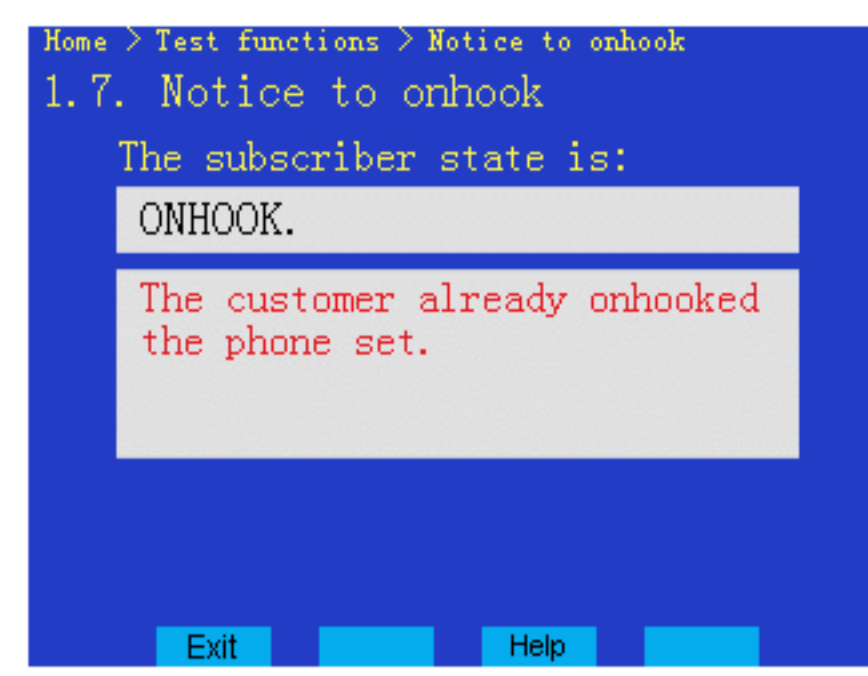 Home > Test functions > Notice to onhook
1.7. Notice to onhook
The subscriber state is:
ONHOOK.
The customer already onhooked
the phone set.
Exit
Help